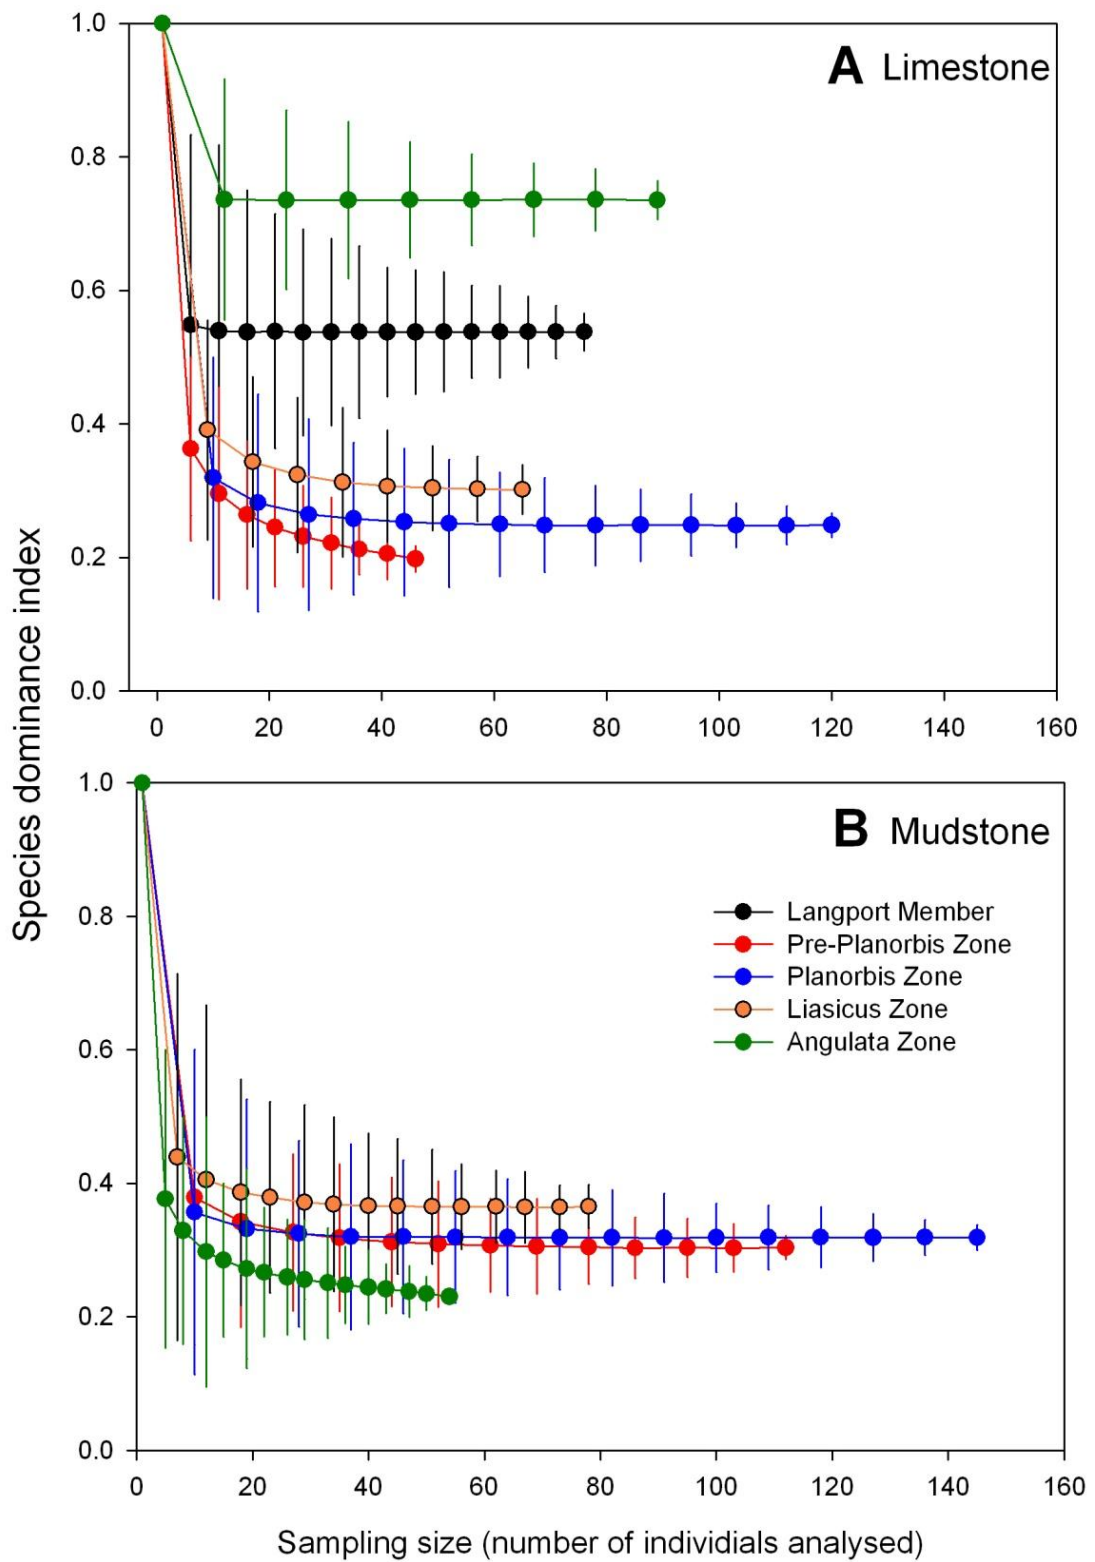 A Limestone
1.0
0.8
0.6
0.4
0.2
0.0
0 20 40 60 80 100 120 140 160
Species dominance index
B Mudstone
1.0
0.8
0.6
0.4
0.2
0.0
Langport Member
Pre-Planorbis Zone
Planorbis Zone
Liasicus Zone
Angulata Zone
0 20 40 60 80 100 120 140 160
Sampling size (number of individials analysed)